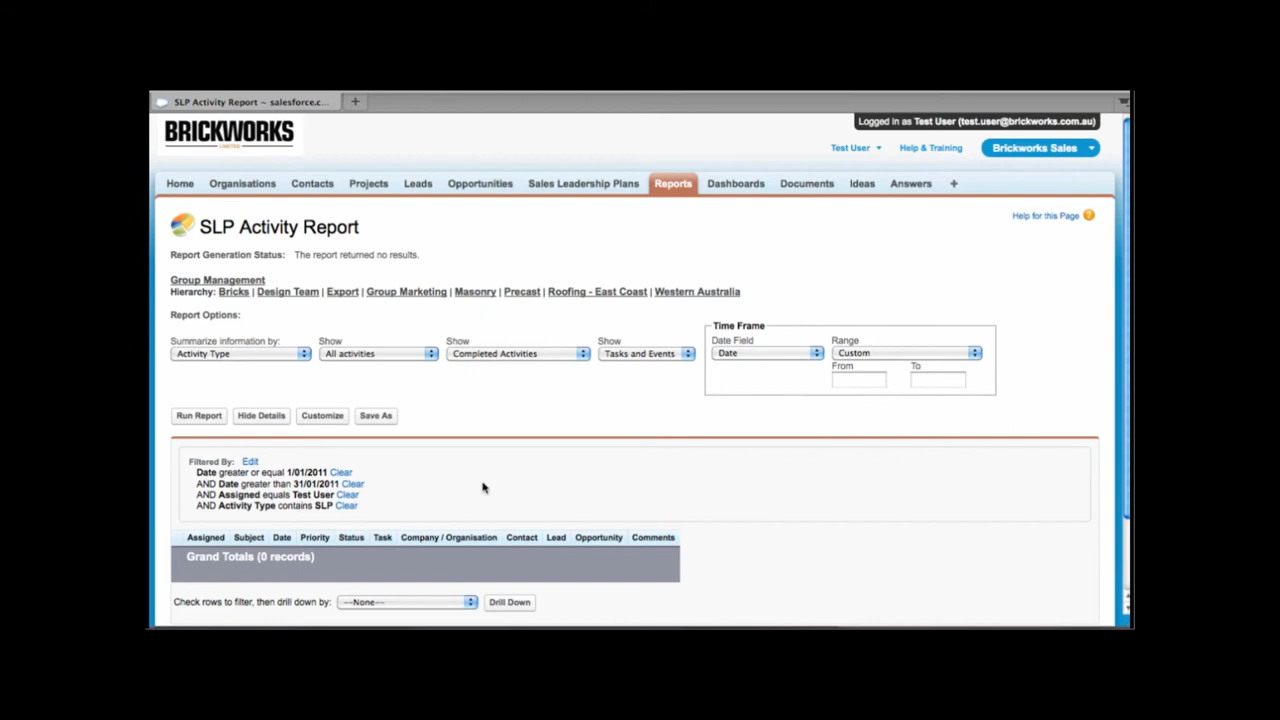 SLP Activity Report ~ salesforce.c...
+
BRICKWORKS
LIMITED
Logged in as Test User (test.user@brickworks.com.au)
Test User Help & Training Brickworks Sales
Home Organisations Contacts Projects Leads Opportunities Sales Leadership Plans Reports Dashboards Documents Ideas Answers +
SLP Activity Report
Help for this Page ?
Report Generation Status: The report returned no results.
Group Management
Hierarchy: Bricks | Design Team | Export | Group Marketing | Masonry | Precast | Roofing - East Coast | Western Australia
Report Options:
Time Frame
Summarize information by: Show Show Show Date Field Range
Activity Type All activities Completed Activities Tasks and Events Date Custom
From To
Run Report Hide Details Customize Save As
Filtered By: Edit
Date greater or equal 1/01/2011 Clear
AND Date greater than 31/01/2011 Clear
AND Assigned equals Test User Clear
AND Activity Type contains SLP Clear
Assigned Subject Date Priority Status Task Company / Organisation Contact Lead Opportunity Comments
Grand Totals (0 records)
Check rows to filter, then drill down by: --None-- Drill Down